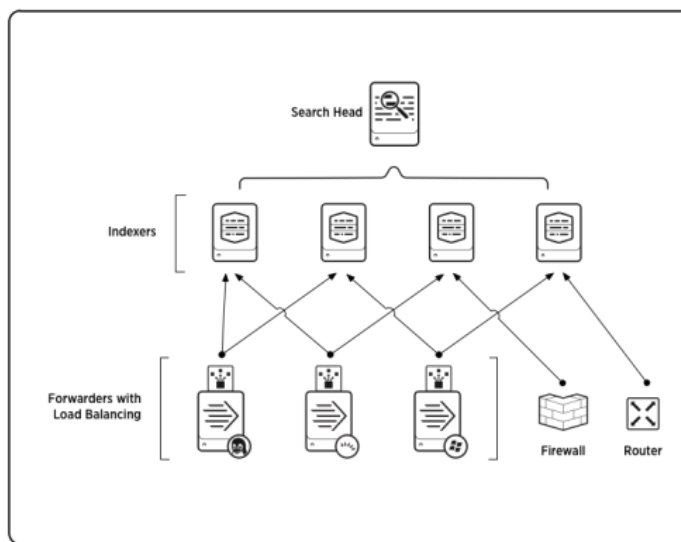 Search Head
Indexers
Forwarders with
Load Balancing
Firewall
Router